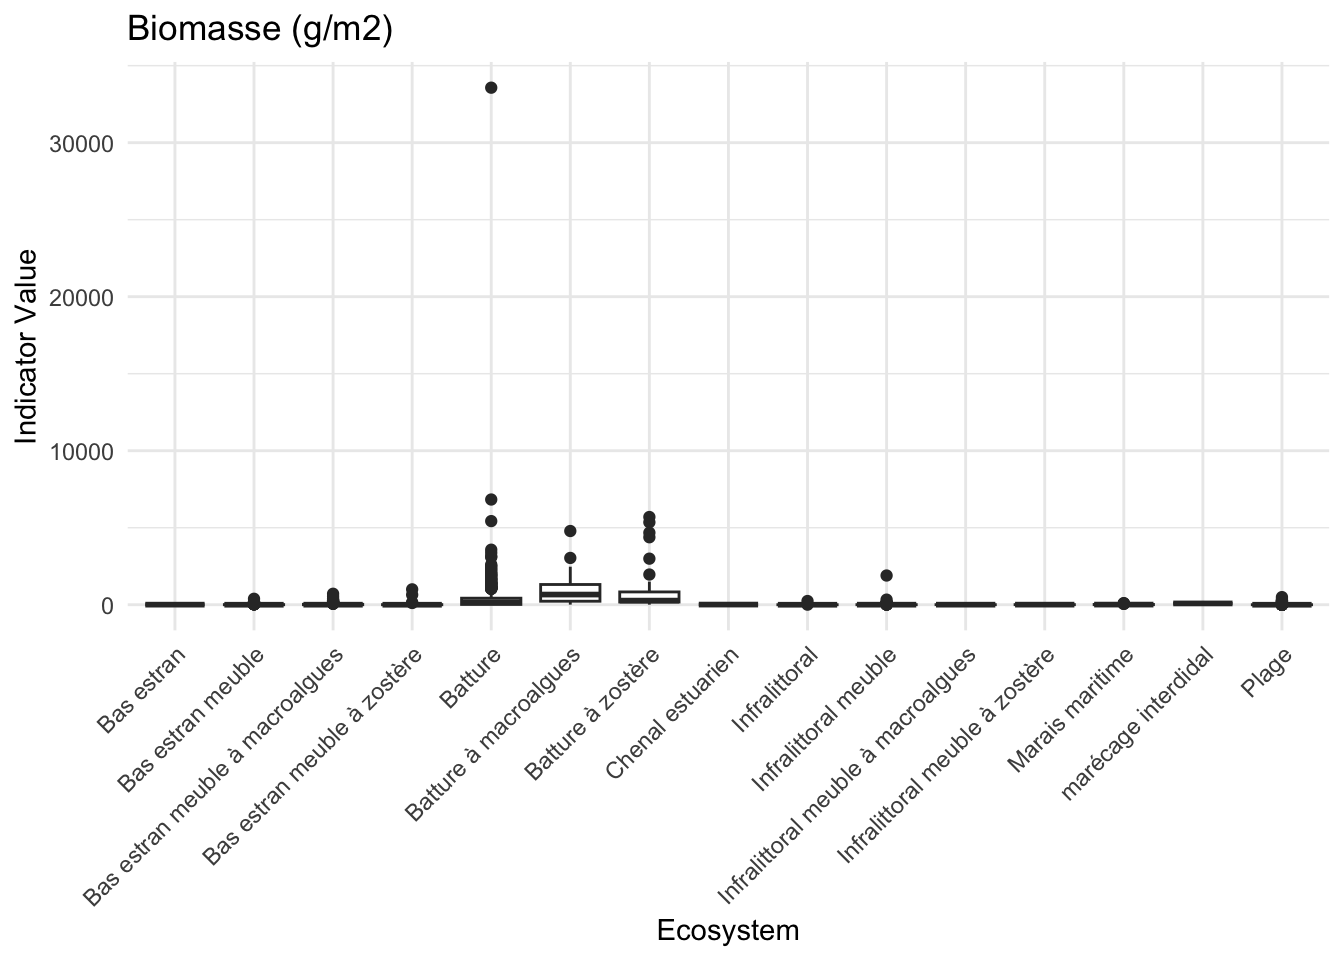 Biomasse (g/m2)
Indicator Value
30000
20000
10000
0
Bas estran
Bas estran meuble
Bas estran meuble à macroalgues
Bas estran meuble à zostère
Batture
Batture à macroalgues
Batture à zostère
Chenal estuarien
Infralittoral
Infralittoral meuble
Infralittoral meuble à macroalgues
Infralittoral meuble à zostère
Marais maritime
marécage interdidal
Plage
Ecosystem